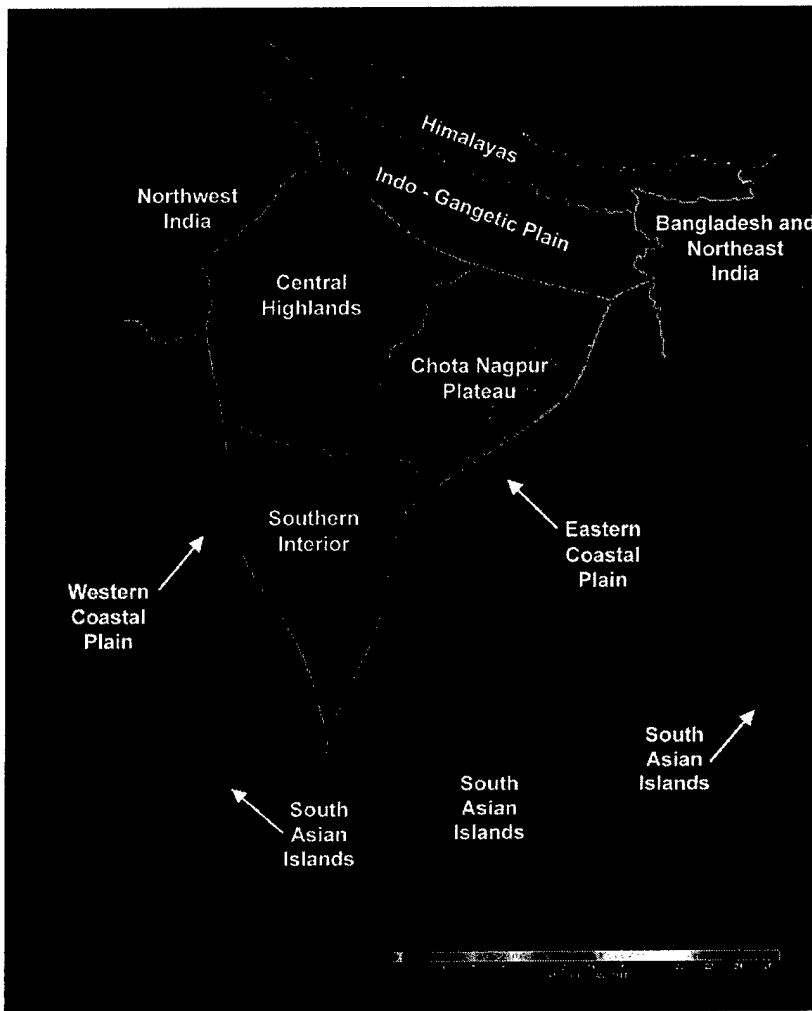 Himalayas
Indo - Gangetic Plain
Northwest
India
Bangladesh and
Northeast
India
Central
Highlands
Chota Nagpur
Plateau
Southern
Interior
Eastern
Coastal
Plain
Western
Coastal
Plain
South
Asian
Islands
South
Asian
Islands
South
Asian
Islands